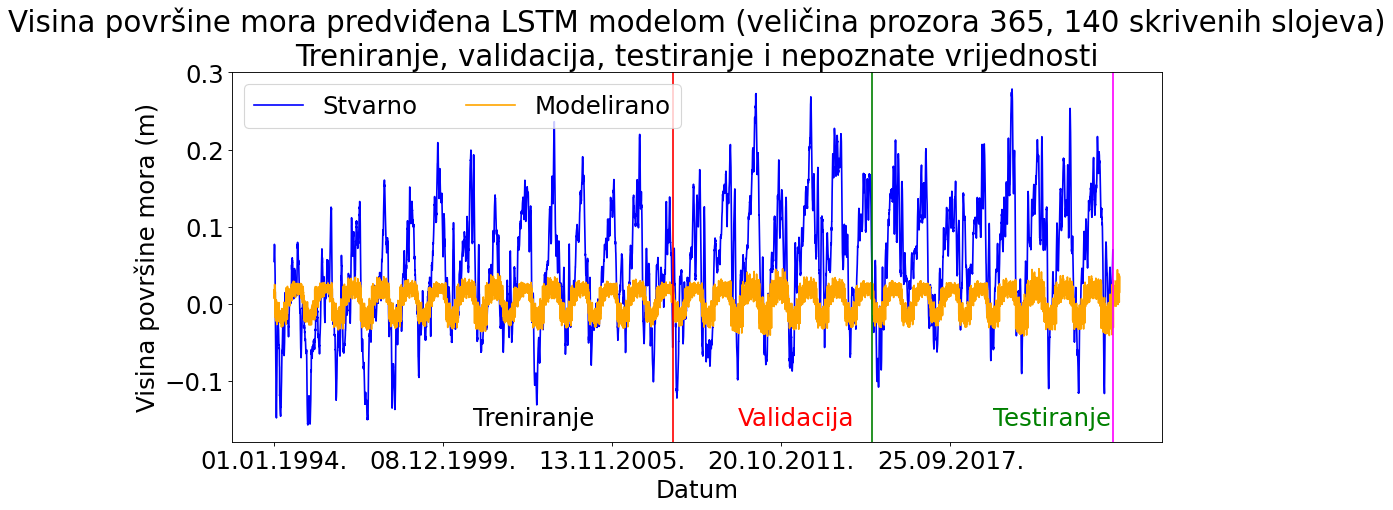 Visina površine mora predviđena LSTM modelom (veličina prozora 365, 140 skrivenih slojeva)
Treniranje, validacija, testiranje i nepoznate vrijednosti
Stvarno
Modelirano
Visina površine mora (m)
0.3
0.2
0.1
0.0
−0.1
Treniranje
Validacija
Testiranje
01.01.1994.
08.12.1999.
13.11.2005.
20.10.2011.
25.09.2017.
Datum